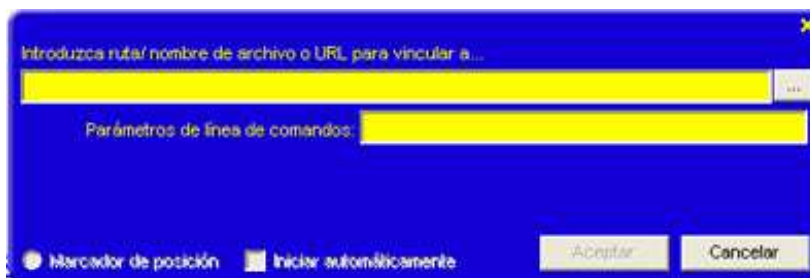 Introduzca ruta/ nombre de archivo o URL para vincular a...
...
Parámetros de línea de comandos:
Marcador de posición Iniciar automáticamente Aceptar Cancelar